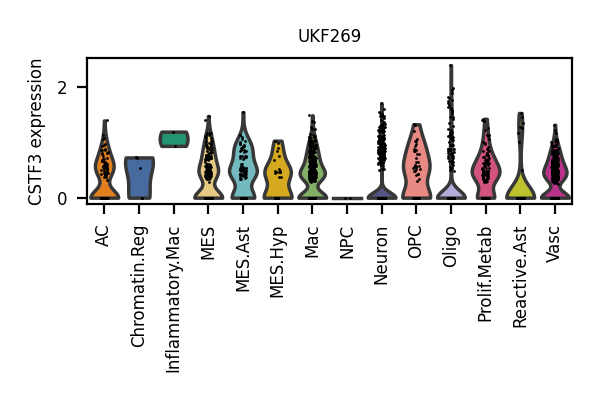 UKF269
CSTF3 expression
2
0
AC
Chromatin.Reg
Inflammatory.Mac
MES
MES.Ast
MES.Hyp
Mac
NPC
Neuron
OPC
Oligo
Prolif.Metab
Reactive.Ast
Vasc